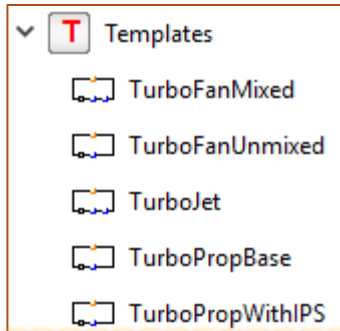 T Templates
TurboFanMixed
TurboFanUnmixed
TurboJet
TurboPropBase
TurboPropWithIPS